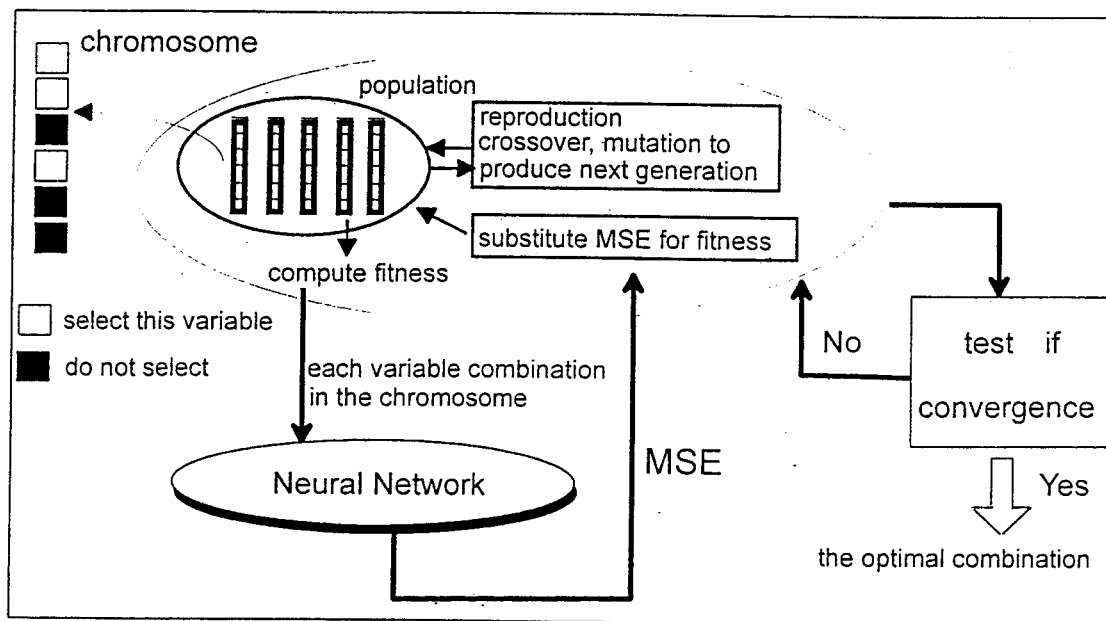 chromosome
population
reproduction
crossover, mutation to
produce next generation
substitute MSE for fitness
compute fitness
select this variable
do not select
each variable combination
in the chromosome
Neural Network
MSE
No
test if
convergence
Yes
the optimal combination